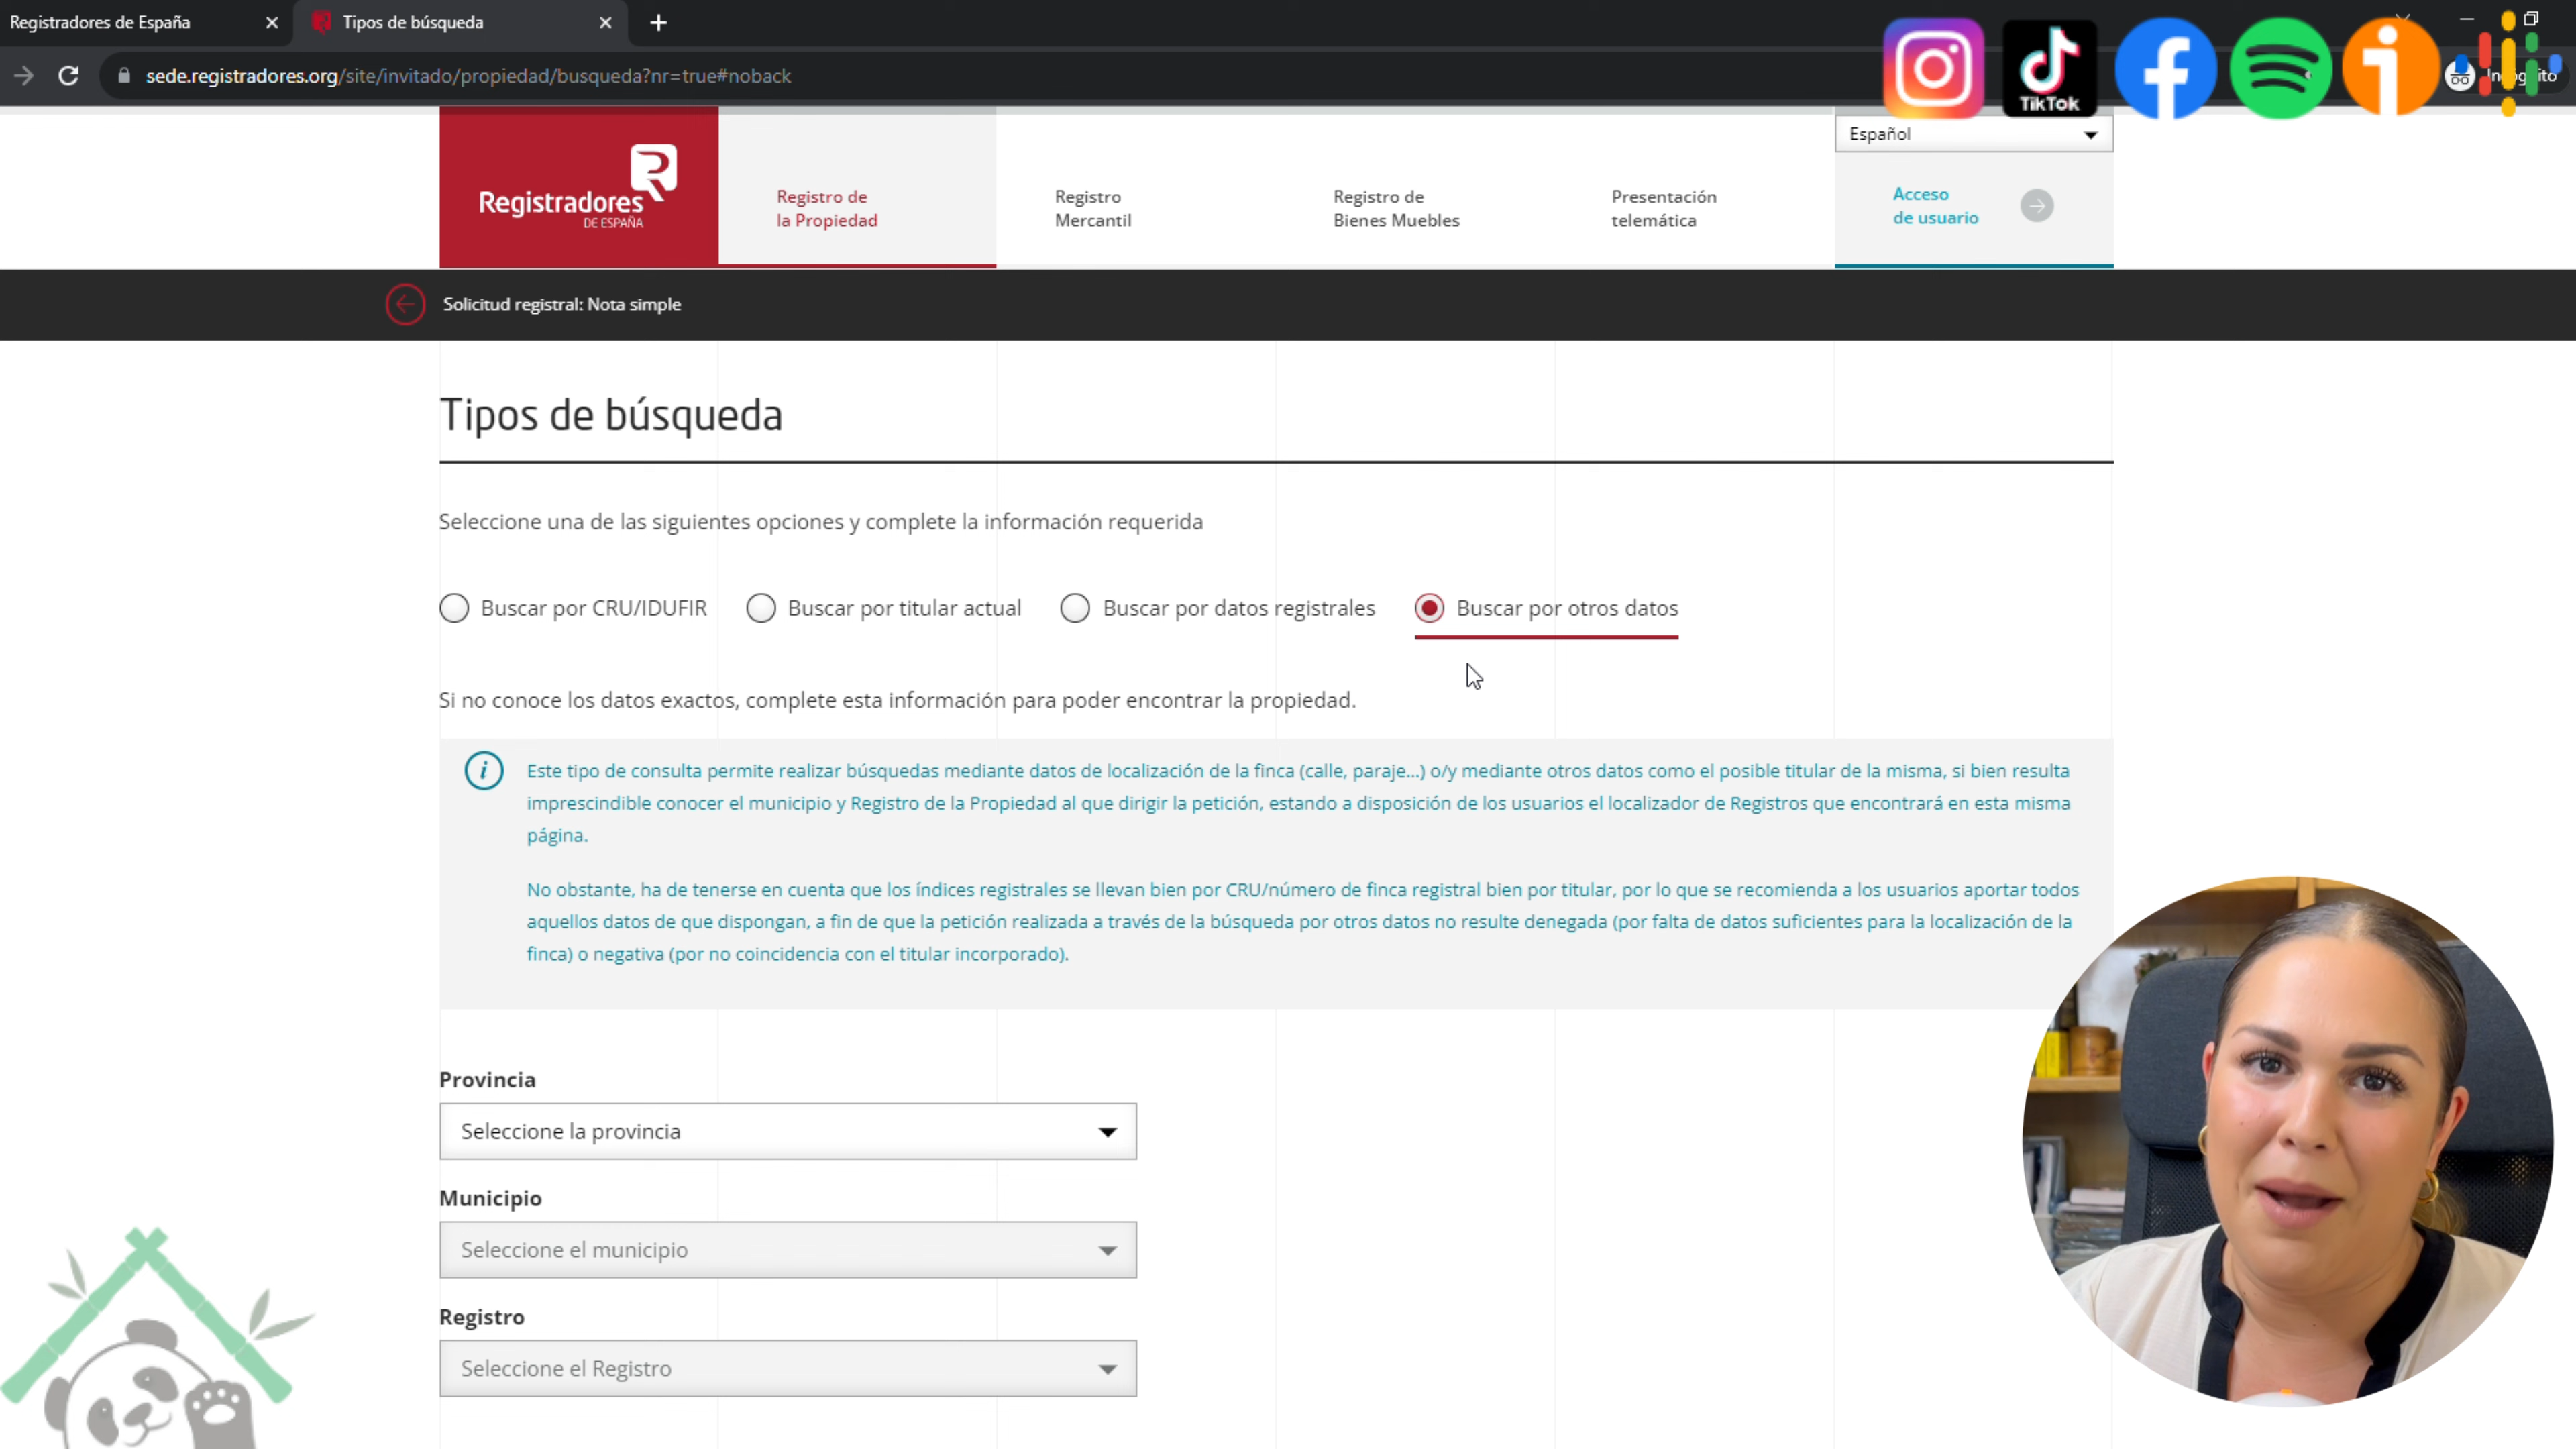 Registradores de España
Tipos de búsqueda
sede.registradores.org/site/invitado/propiedad/busqueda?nr=true#noback
TikTok
Español
Registradores
DE ESPAÑA
Registro de
la Propiedad
Registro
Mercantil
Registro de
Bienes Muebles
Presentación
telemática
Acceso
de usuario
Solicitud registral: Nota simple
Tipos de búsqueda
Seleccione una de las siguientes opciones y complete la información requerida
Buscar por CRU/IDUFIR
Buscar por titular actual
Buscar por datos registrales
Buscar por otros datos
Si no conoce los datos exactos, complete esta información para poder encontrar la propiedad.
Este tipo de consulta permite realizar búsquedas mediante datos de localización de la finca (calle, paraje...) o/y mediante otros datos como el posible titular de la misma, si bien resulta
imprescindible conocer el municipio y Registro de la Propiedad al que dirigir la petición, estando a disposición de los usuarios el localizador de Registros que encontrará en esta misma
página.
No obstante, ha de tenerse en cuenta que los índices registrales se llevan bien por CRU/número de finca registral bien por titular, por lo que se recomienda a los usuarios aportar todos
aquellos datos de que dispongan, a fin de que la petición realizada a través de la búsqueda por otros datos no resulte denegada (por falta de datos suficientes para la localización de la
finca) o negativa (por no coincidencia con el titular incorporado).
Provincia
Seleccione la provincia
Municipio
Seleccione el municipio
Registro
Seleccione el Registro